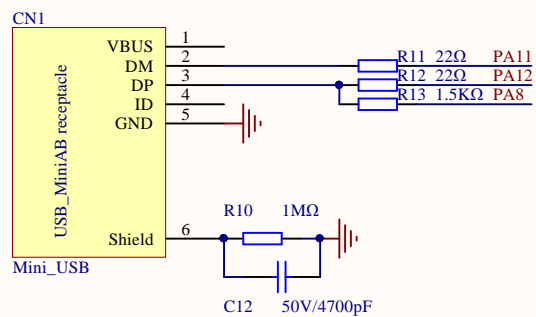 CN1
VBUS 1
DM 2 R11 22Ω PA11
DP 3 R12 22Ω PA12
ID 4 R13 1.5KΩ PA8
GND 5
USB_MiniAB receptacle
R10 1MΩ
Shield 6
Mini_USB
C12 50V/4700pF